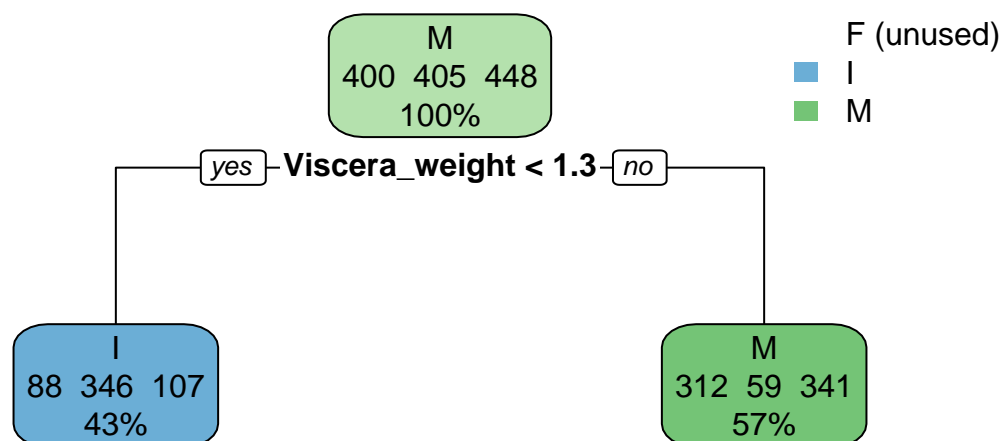 M
400 405 448
100%
F (unused)
I
M
yes Viscera_weight < 1.3 no
I
88 346 107
43%
M
312 59 341
57%